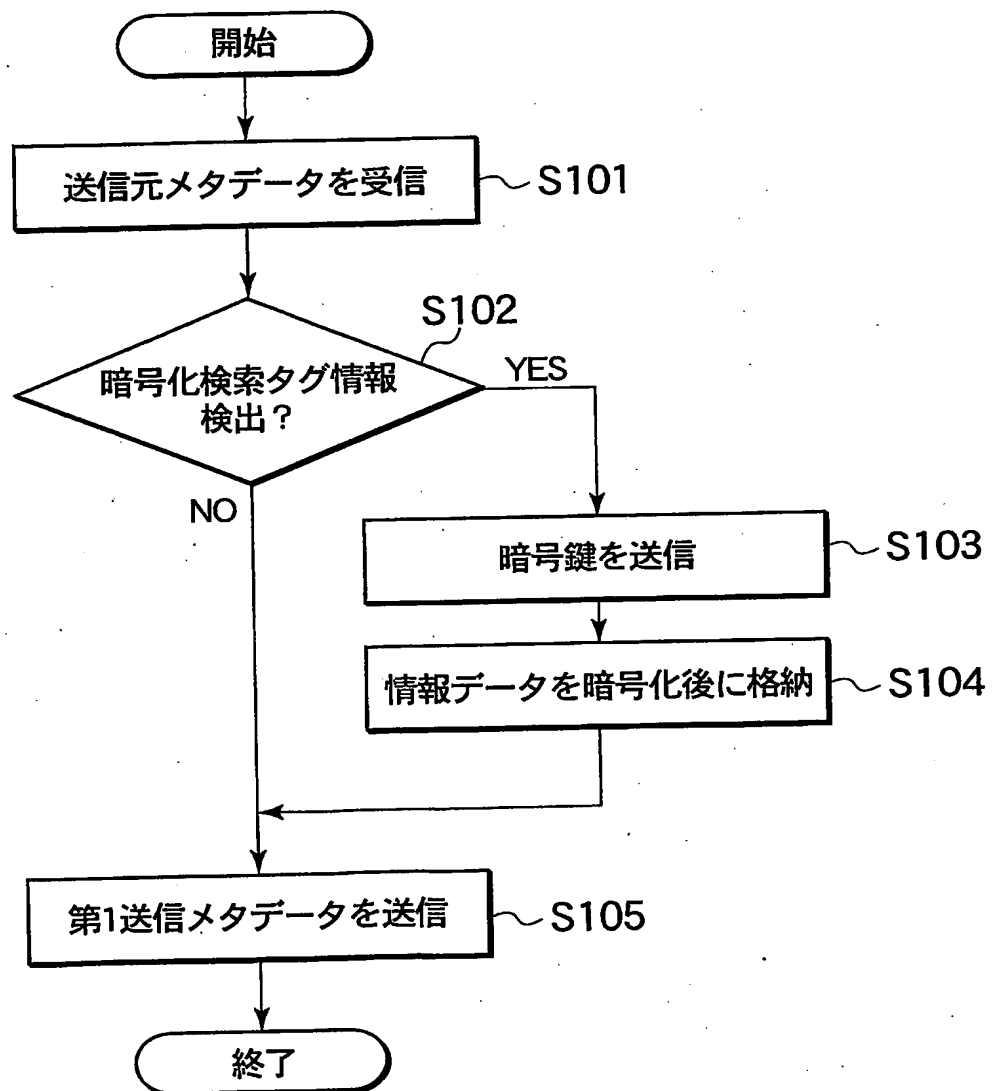 開始
送信元メタデータを受信
S101
S102
暗号化検索タグ情報
検出？
YES
NO
暗号鍵を送信
S103
情報データを暗号化後に格納
S104
第1送信メタデータを送信
S105
終了